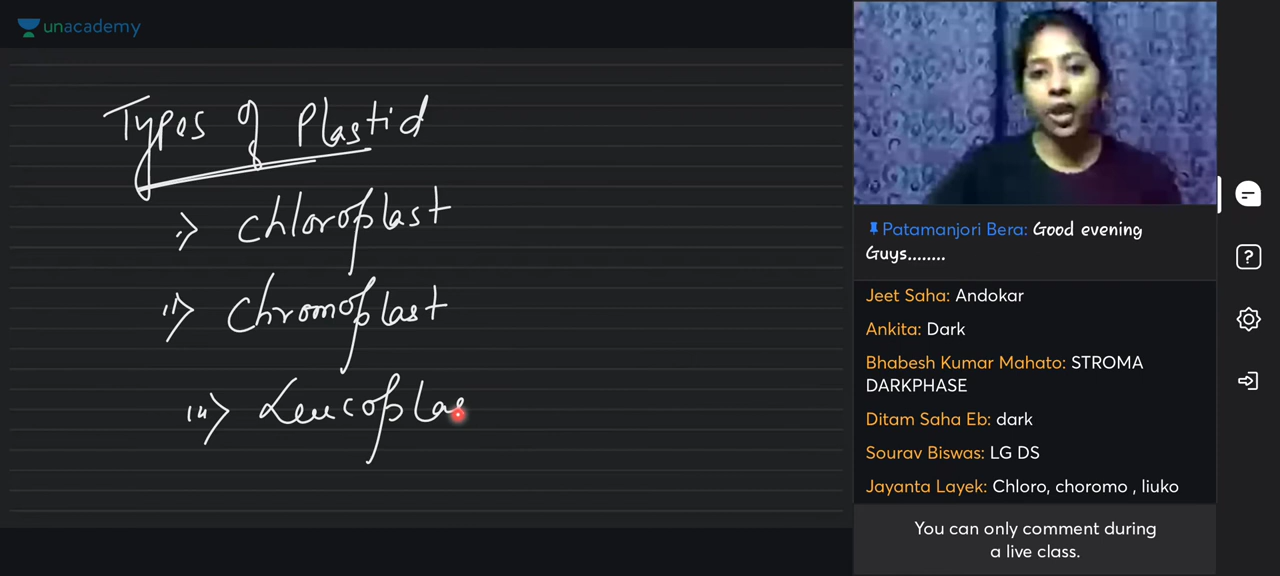 unacademy
Types of Plastid
i> Chloroplast
ii> Chromoplast
iii> Leucoplas
Patamanjori Bera: Good evening
Guys........
Jeet Saha: Andokar
Ankita: Dark
Bhabesh Kumar Mahato: STROMA
DARKPHASE
Ditam Saha Eb: dark
Sourav Biswas: LG DS
Jayanta Layek: Chloro, choromo , liuko
You can only comment during
a live class.
?